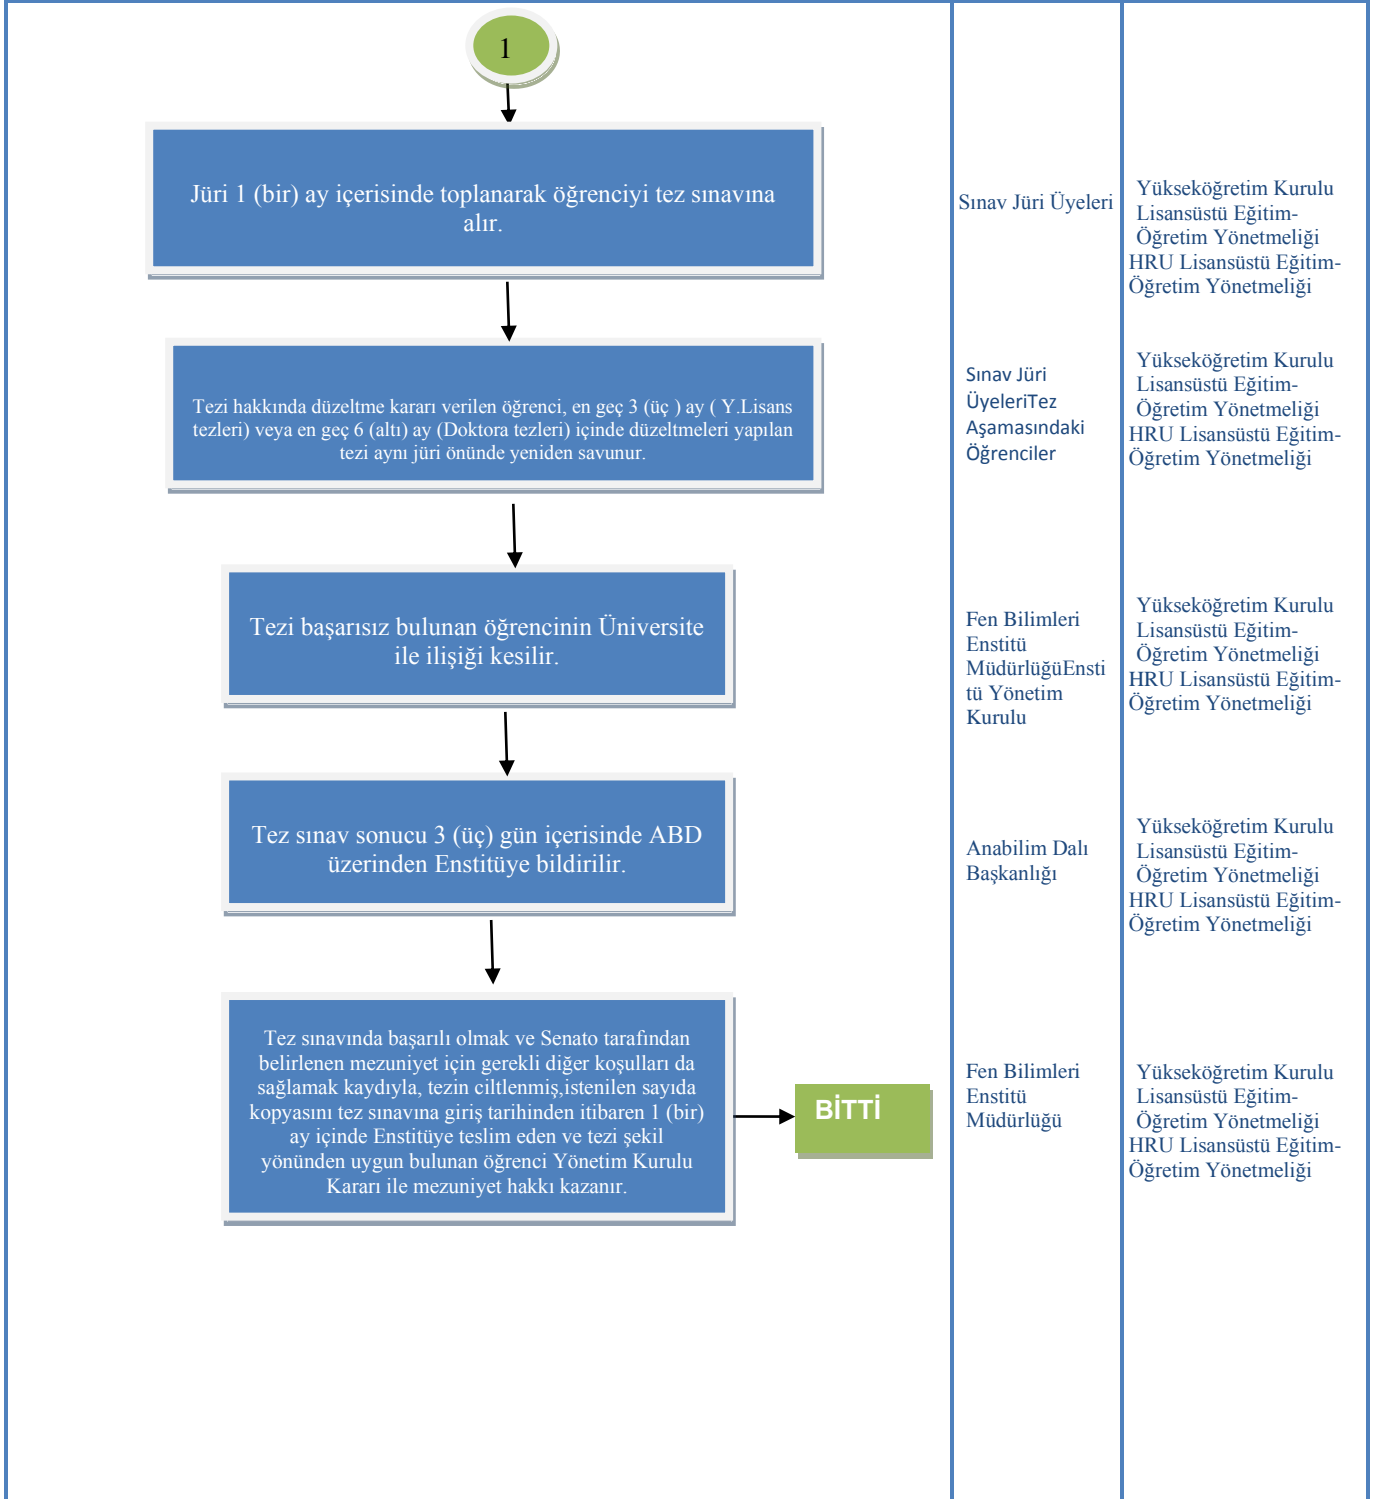 1
Jüri 1 (bir) ay içerisinde toplanarak öğrenciyi tez sınavına
alır.
Sınav Jüri Üyeleri
Yükseköğretim Kurulu
Lisansüstü Eğitim-
Öğretim Yönetmeliği
HRU Lisansüstü Eğitim-
Öğretim Yönetmeliği
Tezi hakkında düzeltme kararı verilen öğrenci, en geç 3 (üç ) ay ( Y.Lisans
tezleri) veya en geç 6 (altı) ay (Doktora tezleri) içinde düzeltmeleri yapılan
tezi aynı jüri önünde yeniden savunur.
Sınav Jüri
ÜyeleriTez
Aşamasındaki
Öğrenciler
Yükseköğretim Kurulu
Lisansüstü Eğitim-
Öğretim Yönetmeliği
HRU Lisansüstü Eğitim-
Öğretim Yönetmeliği
Tezi başarısız bulunan öğrencinin Üniversite
ile ilişiği kesilir.
Fen Bilimleri
Enstitü
MüdürlüğüEnsti
tü Yönetim
Kurulu
Yükseköğretim Kurulu
Lisansüstü Eğitim-
Öğretim Yönetmeliği
HRU Lisansüstü Eğitim-
Öğretim Yönetmeliği
Tez sınav sonucu 3 (üç) gün içerisinde ABD
üzerinden Enstitüye bildirilir.
Anabilim Dalı
Başkanlığı
Yükseköğretim Kurulu
Lisansüstü Eğitim-
Öğretim Yönetmeliği
HRU Lisansüstü Eğitim-
Öğretim Yönetmeliği
Tez sınavında başarılı olmak ve Senato tarafından
belirlenen mezuniyet için gerekli diğer koşulları da
sağlamak kaydıyla, tezin ciltlenmiş,istenilen sayıda
kopyasını tez sınavına giriş tarihinden itibaren 1 (bir)
ay içinde Enstitüye teslim eden ve tezi şekil
yönünden uygun bulunan öğrenci Yönetim Kurulu
Kararı ile mezuniyet hakkı kazanır.
BİTTİ
Fen Bilimleri
Enstitü
Müdürlüğü
Yükseköğretim Kurulu
Lisansüstü Eğitim-
Öğretim Yönetmeliği
HRU Lisansüstü Eğitim-
Öğretim Yönetmeliği